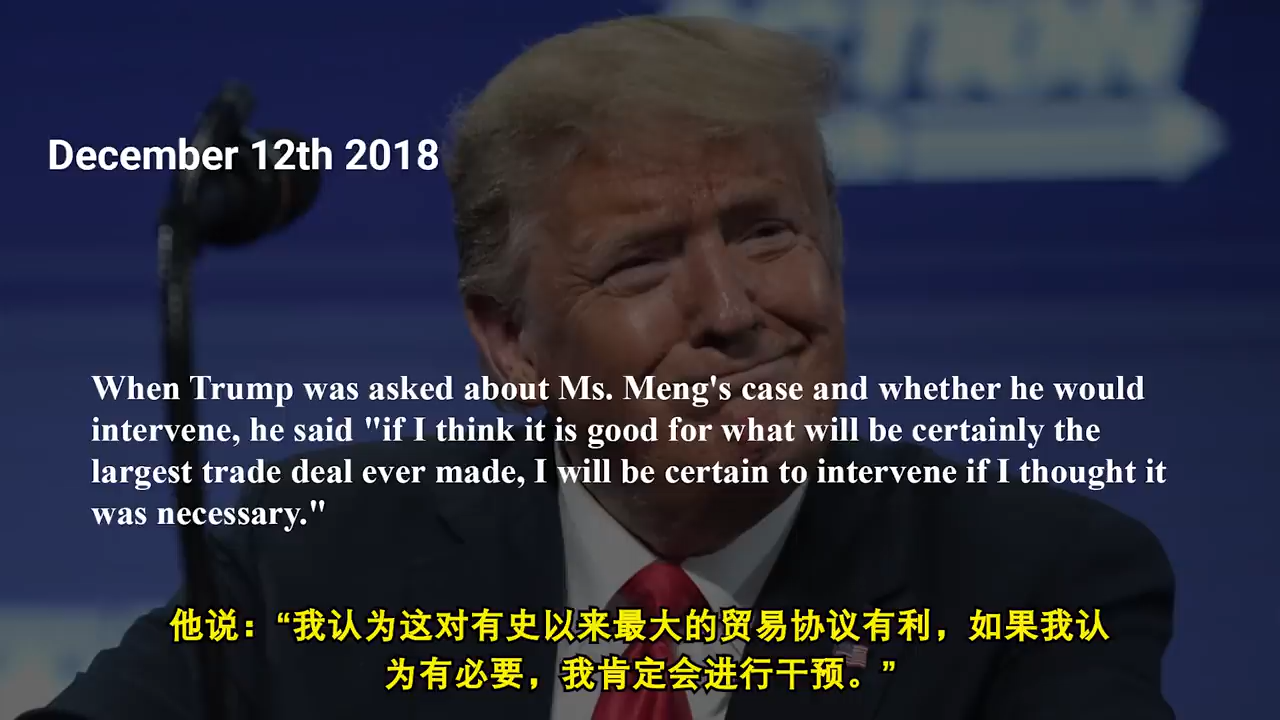 ACTION
December 12th 2018
When Trump was asked about Ms. Meng's case and whether he would
intervene, he said "if I think it is good for what will be certainly the
largest trade deal ever made, I will be certain to intervene if I thought it
was necessary."
他说：“我认为这对有史以来最大的贸易协议有利，如果我认
为有必要，我肯定会进行干预。”